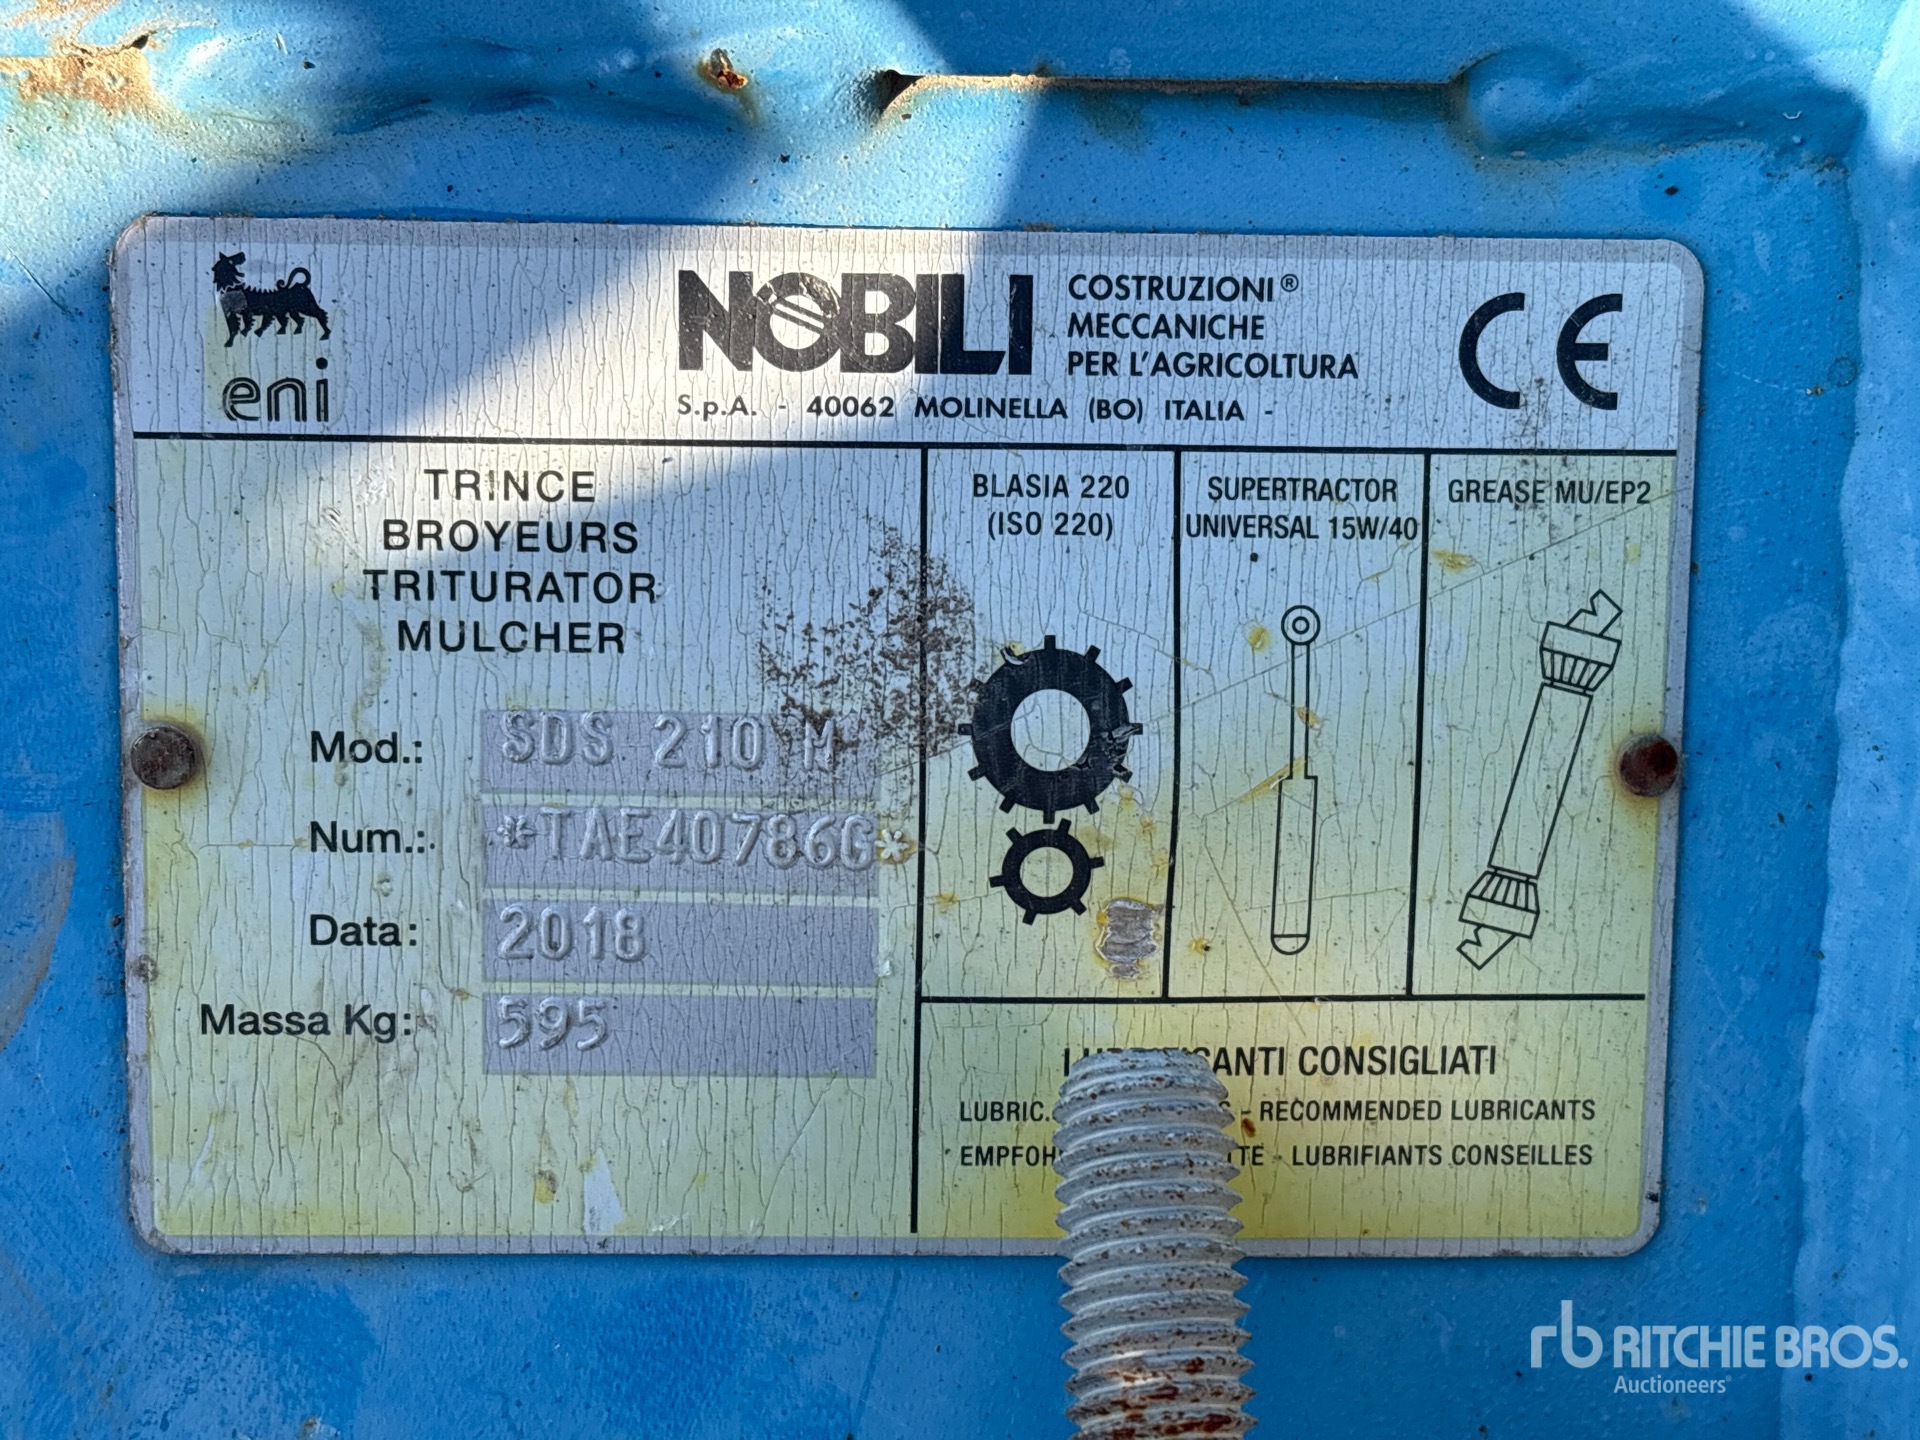 eni
NOBILI
COSTRUZIONI®
MECCANICHE
PER L'AGRICOLTURA
S.p.A. - 40062 MOLINELLA (BO) ITALIA -
CE
TRINCE
BROYEURS
TRITURATOR
MULCHER
Mod.: SDS 210 M
Num.: *TAE40786G*
Data: 2018
Massa Kg: 595
BLASIA 220
(ISO 220)
SUPERTRACTOR
UNIVERSAL 15W/40
GREASE MU/EP2
CONSIGLIATI
LUBRIC. - RECOMMENDED LUBRICANTS
- LUBRIFIANTS CONSEILLES
rb RITCHIE BROS.
Auctioneers